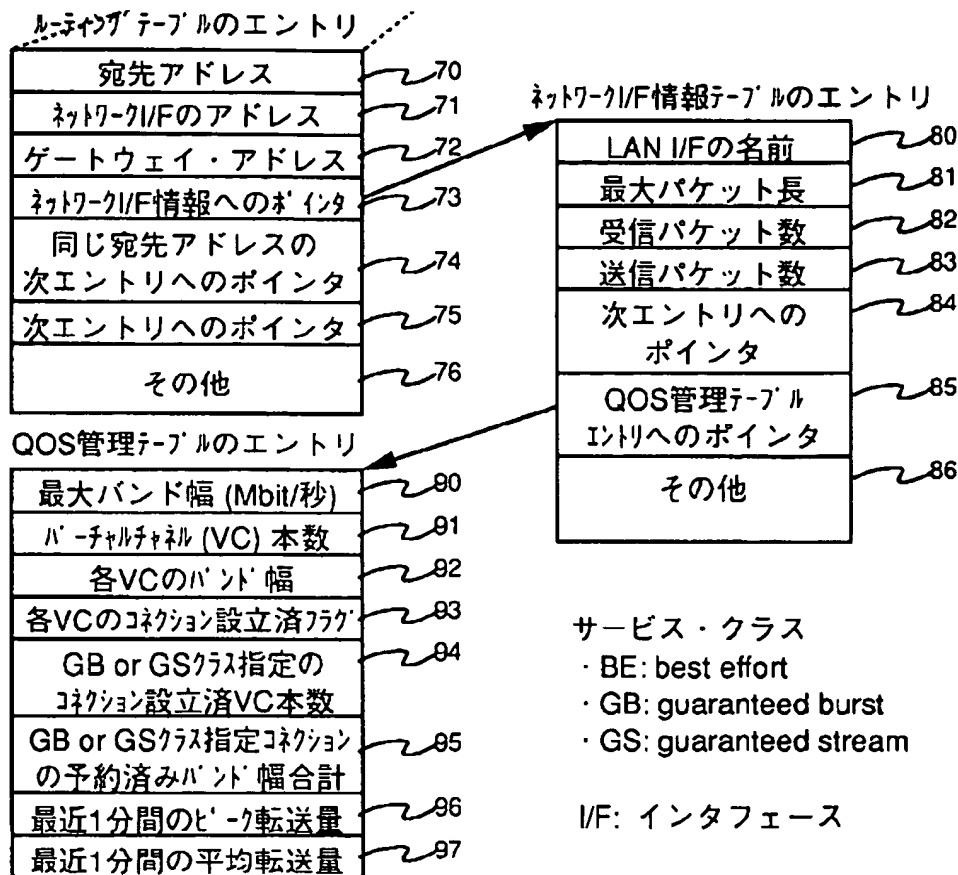 ルーティングテーブルのエントリ
宛先アドレス 70
ネットワークI/Fのアドレス 71
ゲートウェイ・アドレス 72
ネットワークI/F情報へのポインタ 73
同じ宛先アドレスの
次エントリへのポインタ 74
次エントリへのポインタ 75
その他 76
ネットワークI/F情報テーブルのエントリ
LAN I/Fの名前 80
最大パケット長 81
受信パケット数 82
送信パケット数 83
次エントリへの 84
ポインタ
QOS管理テーブル 85
エントリへのポインタ
その他 86
QOS管理テーブルのエントリ
最大バンド幅 (Mbit/秒) 90
バーチャルチャネル (VC) 本数 91
各VCのバンド幅 92
各VCのコネクション設立済フラグ 93
GB or GSクラス指定の 94
コネクション設立済VC本数
GB or GSクラス指定コネクション 95
の予約済みバンド幅合計
最近1分間のピーク転送量 96
最近1分間の平均転送量 97
サービス・クラス
・BE: best effort
・GB: guaranteed burst
・GS: guaranteed stream
I/F: インタフェース